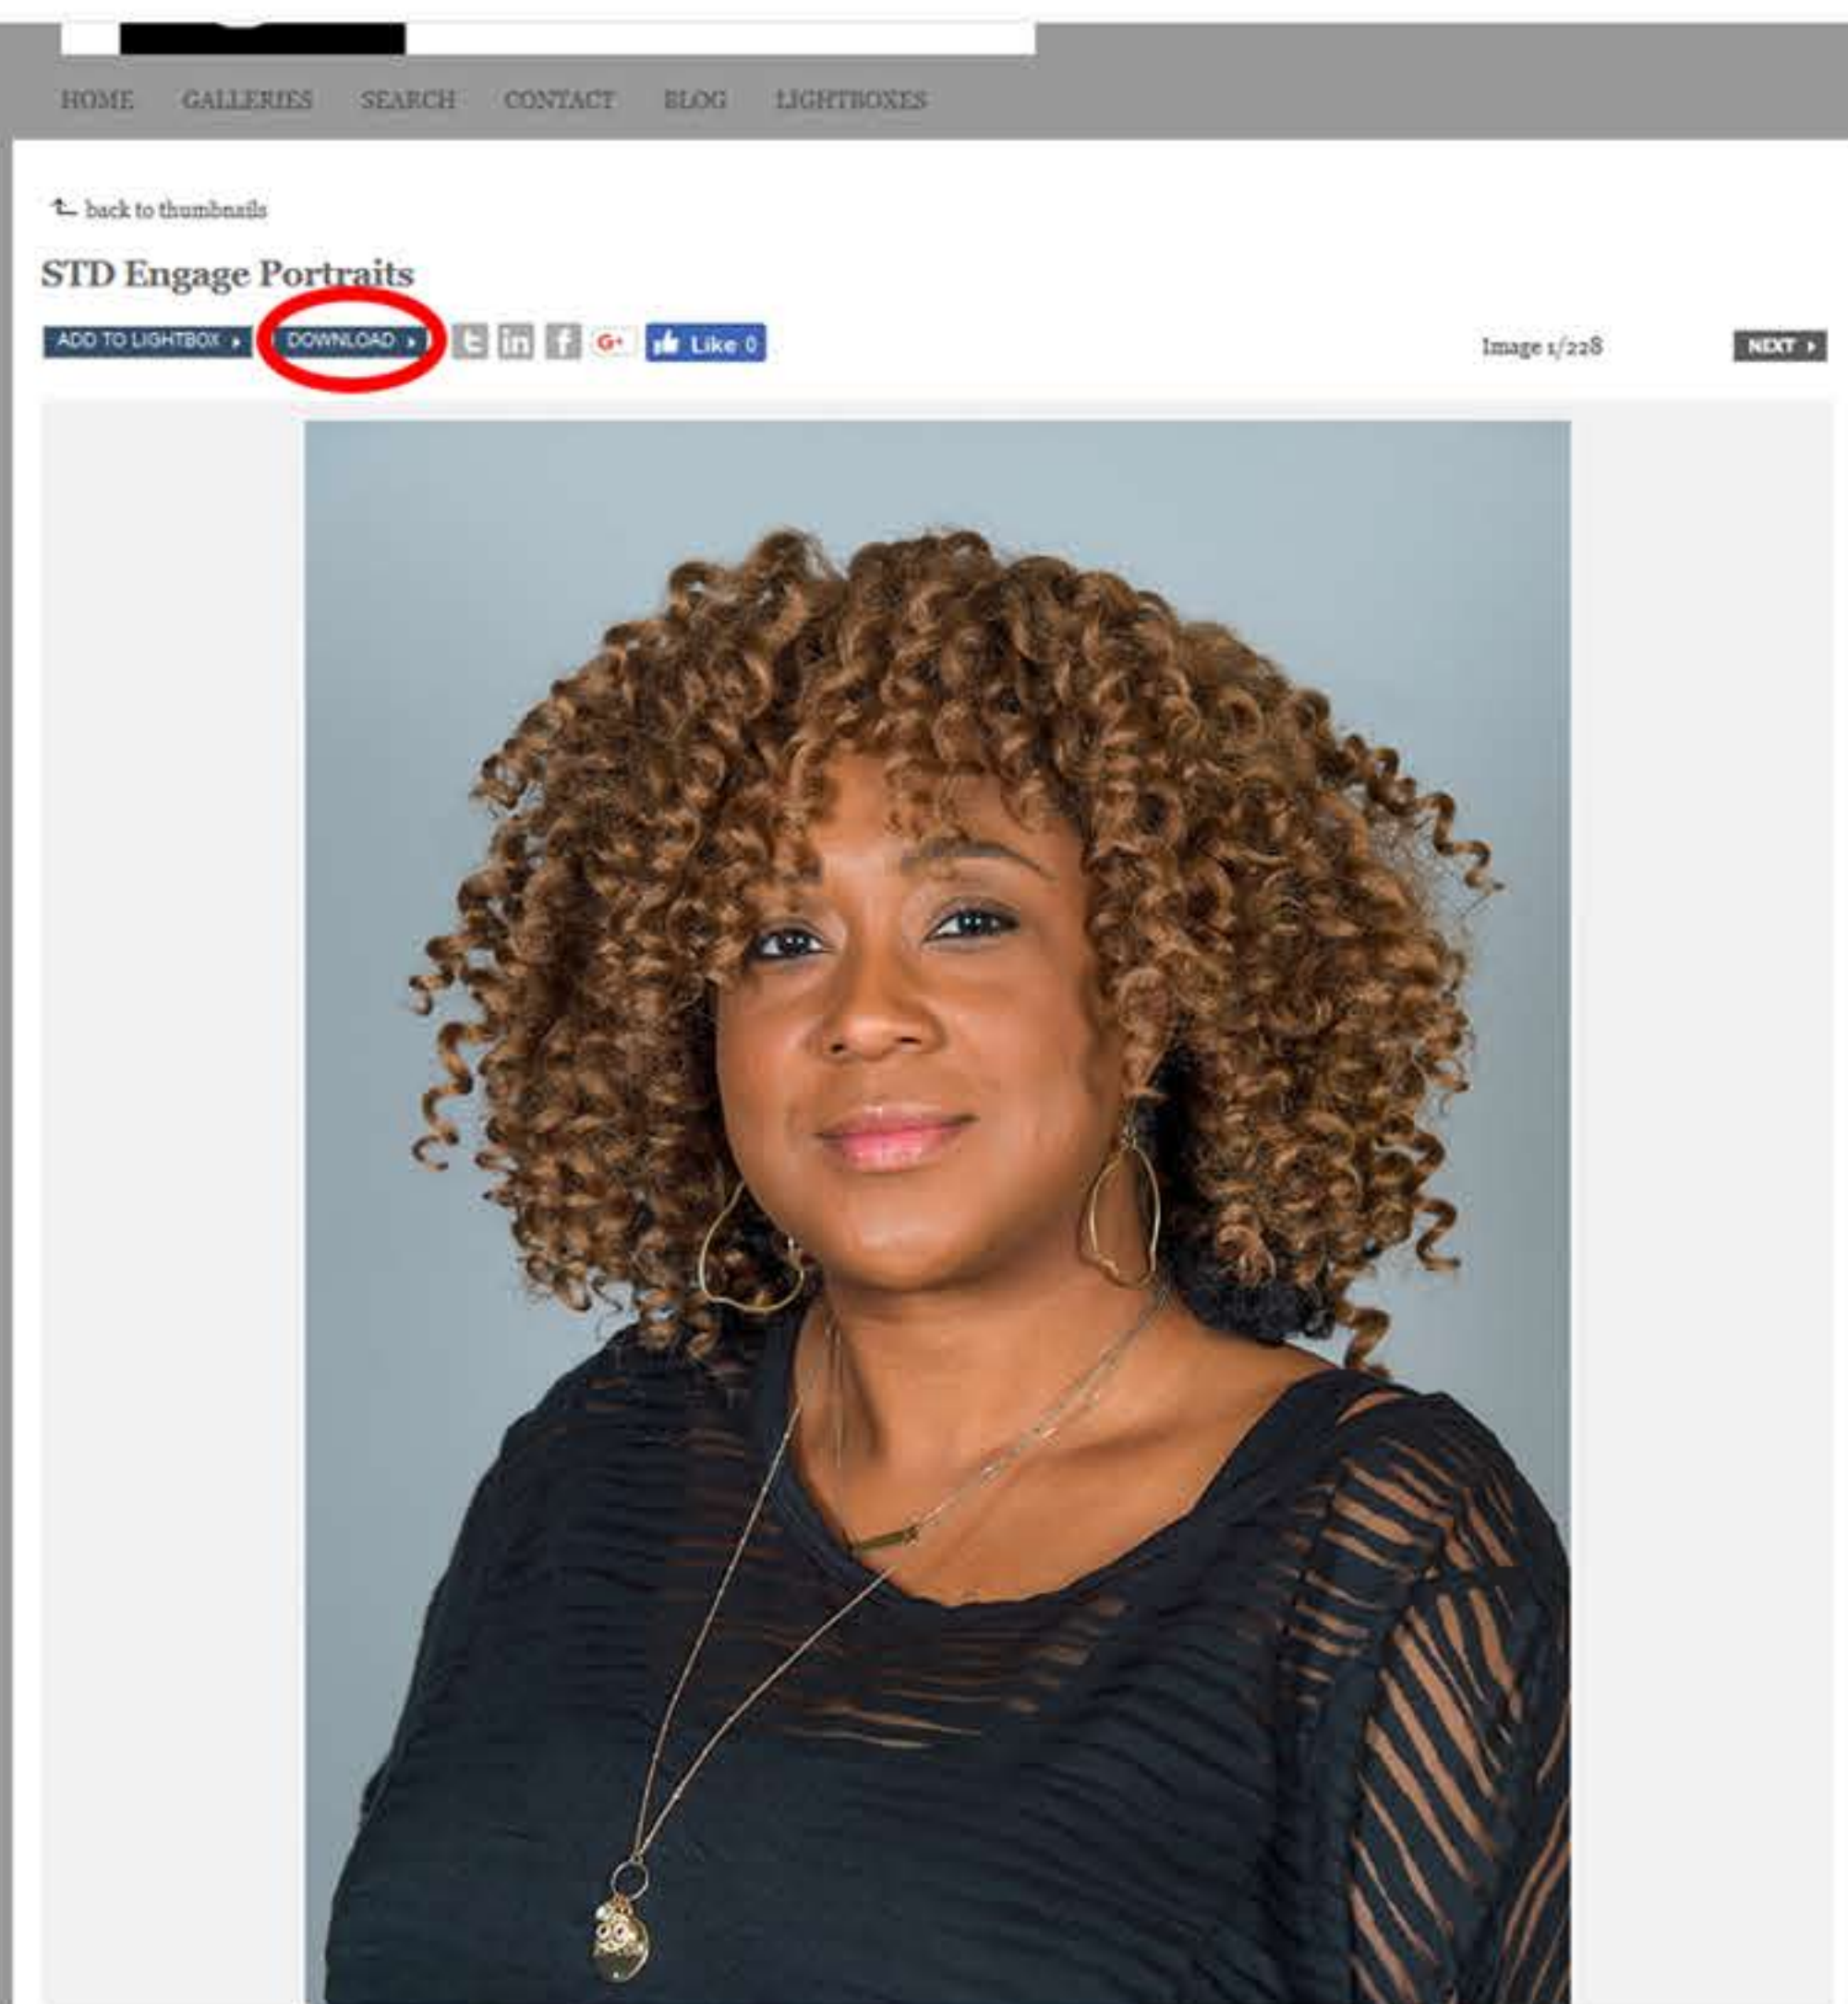 HOME GALLERIES SEARCH CONTACT BLOG LIGHTBOXES
back to thumbnails
STD Engage Portraits
ADD TO LIGHTBOX DOWNLOAD t in f G+ Like 0 Image 1/228 NEXT